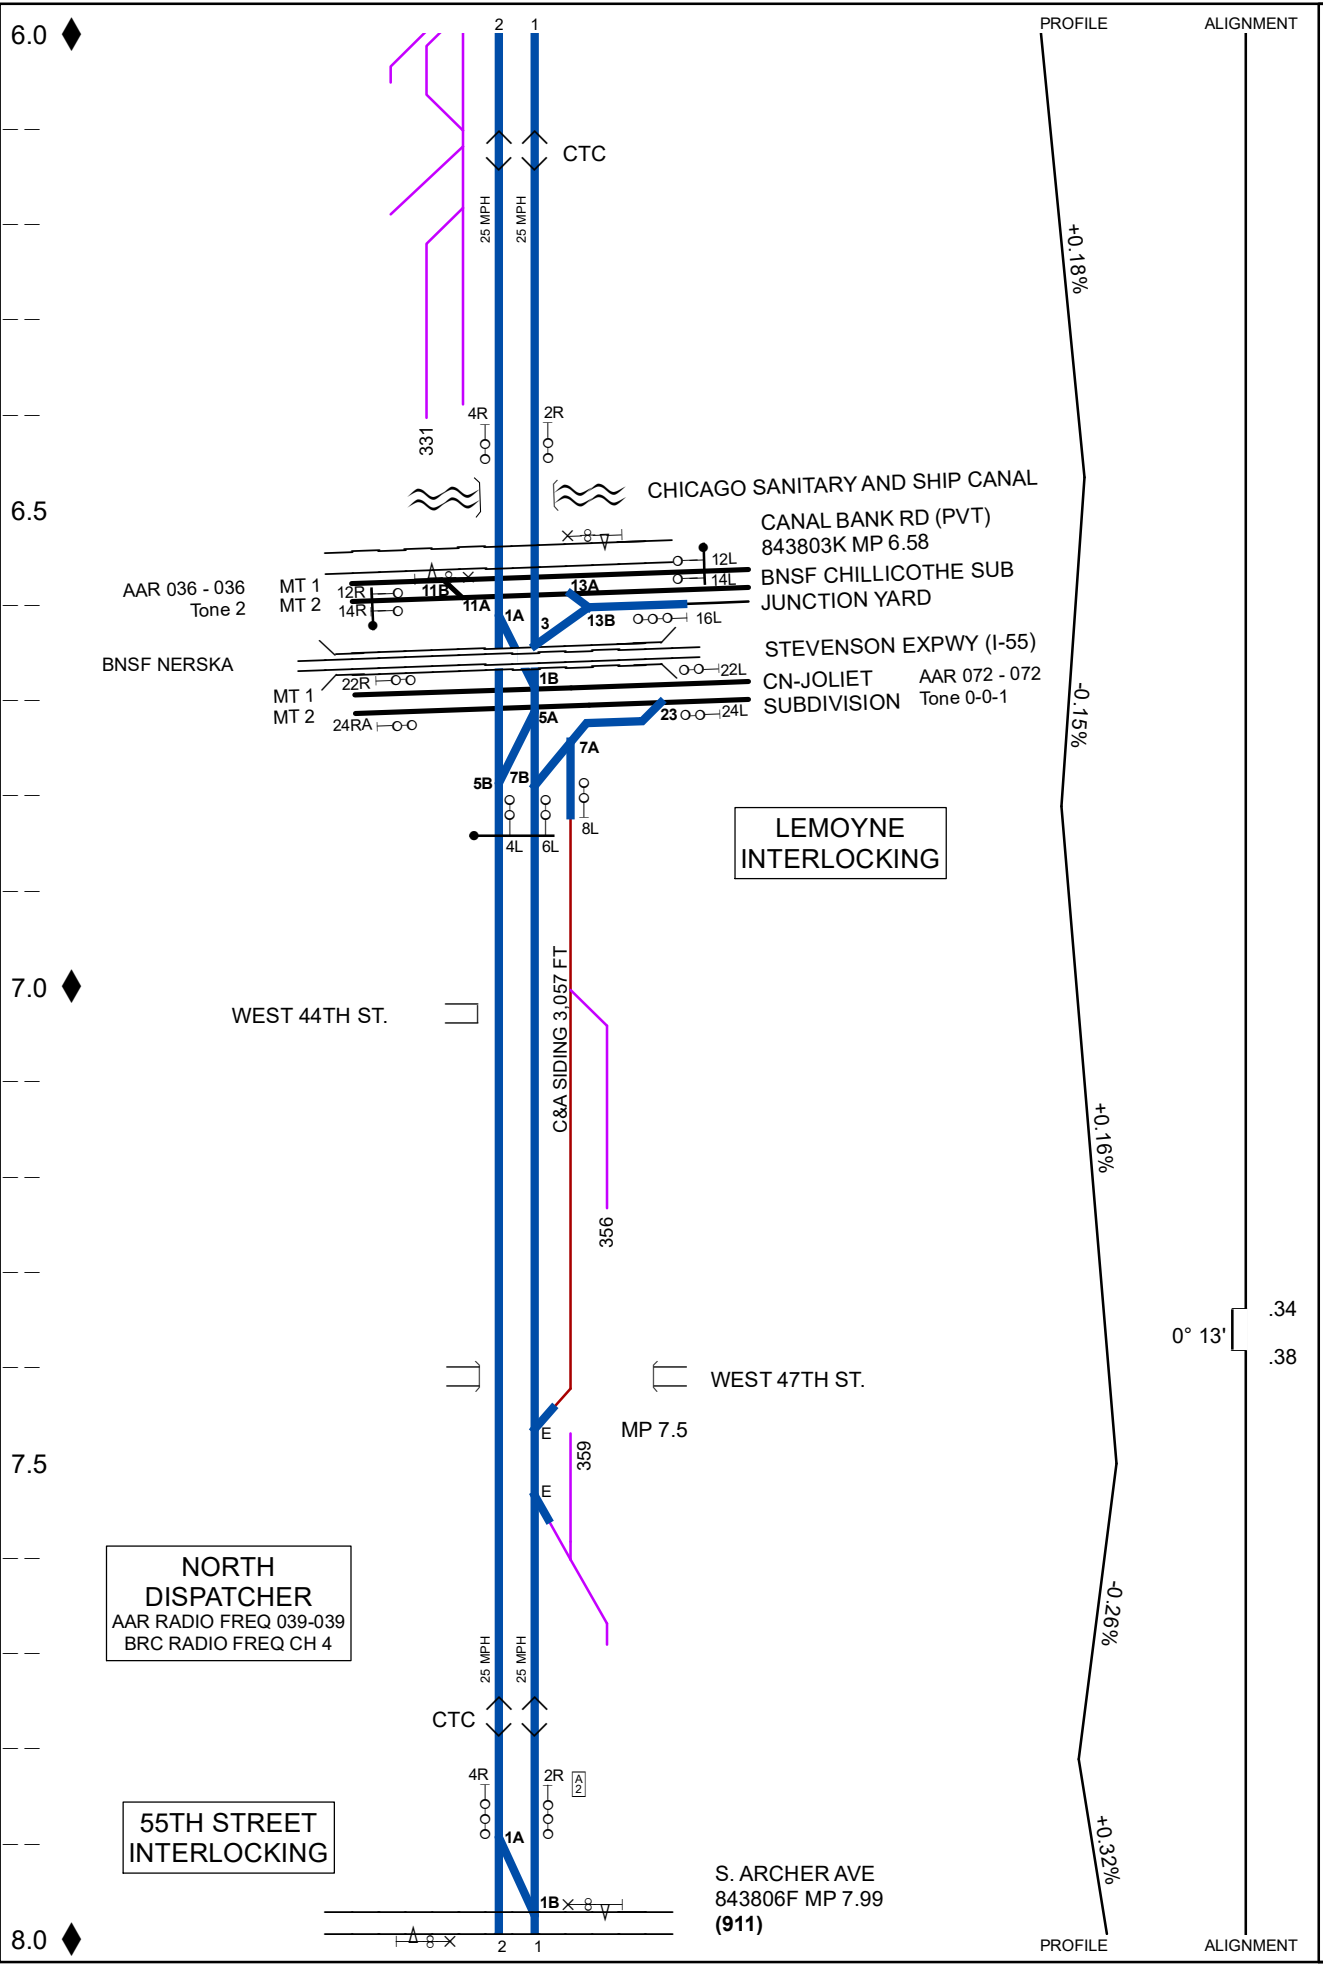 2 1 PROFILE ALIGNMENT
6.0
CTC
25 MPH 25 MPH
+0.18%
4R 2R
331
CHICAGO SANITARY AND SHIP CANAL
6.5
CANAL BANK RD (PVT)
843803K MP 6.58
12L
AAR 036 - 036 MT 1 12R 11B 13A 14L BNSF CHILLICOTHE SUB
Tone 2 MT 2 14R 11A 1A 3 13B 16L JUNCTION YARD
STEVENSON EXPWY (I-55)
BNSF NERSKA 22R 1B 22L CN-JOLIET AAR 072 - 072
MT 1
MT 2 24RA 5A 23 24L SUBDIVISION Tone 0-0-1
-0.15%
7A
5B 7B
8L
4L 6L
LEMOYNE
INTERLOCKING
7.0
C&A SIDING 3,057 FT
WEST 44TH ST.
+0.16%
356
.34
0° 13'
.38
WEST 47TH ST.
E MP 7.5
359
7.5
E
NORTH
DISPATCHER
AAR RADIO FREQ 039-039
BRC RADIO FREQ CH 4
-0.26%
25 MPH 25 MPH
CTC
4R 2R A
2
55TH STREET
INTERLOCKING
1A
+0.32%
S. ARCHER AVE
1B 843806F MP 7.99
(911)
8.0
2 1 PROFILE ALIGNMENT